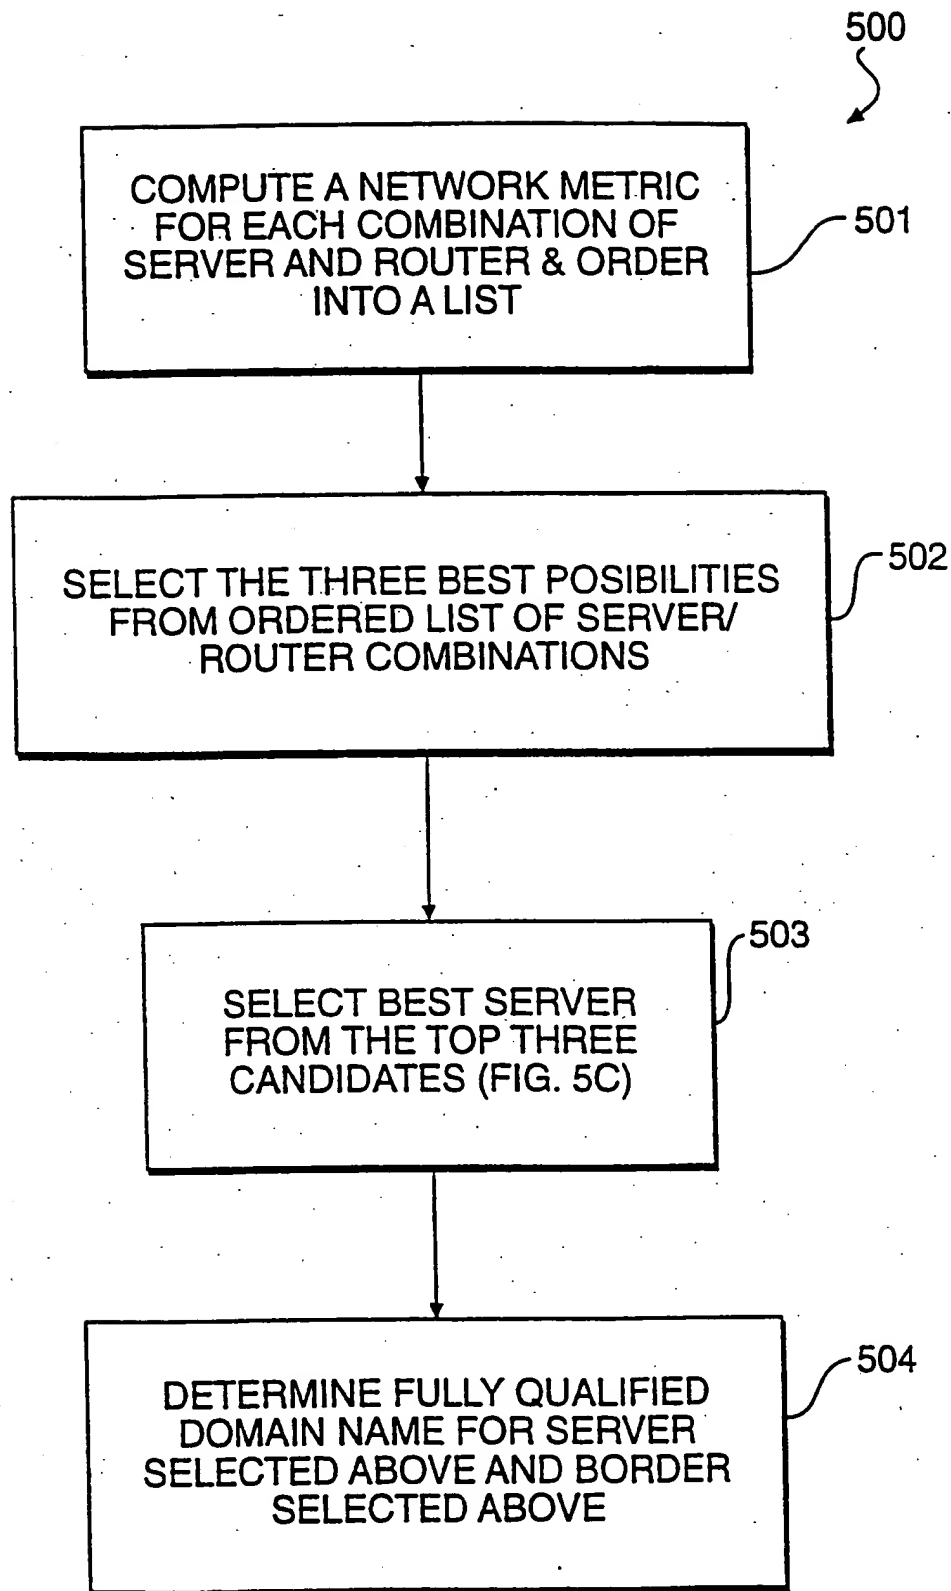 500
COMPUTE A NETWORK METRIC
FOR EACH COMBINATION OF
SERVER AND ROUTER & ORDER
INTO A LIST
501
SELECT THE THREE BEST POSIBILITIES
FROM ORDERED LIST OF SERVER/
ROUTER COMBINATIONS
502
SELECT BEST SERVER
FROM THE TOP THREE
CANDIDATES (FIG. 5C)
503
DETERMINE FULLY QUALIFIED
DOMAIN NAME FOR SERVER
SELECTED ABOVE AND BORDER
SELECTED ABOVE
504